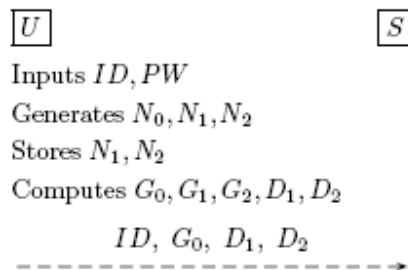 U S
Inputs ID, PW
Generates N₀, N₁, N₂
Stores N₁, N₂
Computes G₀, G₁, G₂, D₁, D₂
ID, G₀, D₁, D₂